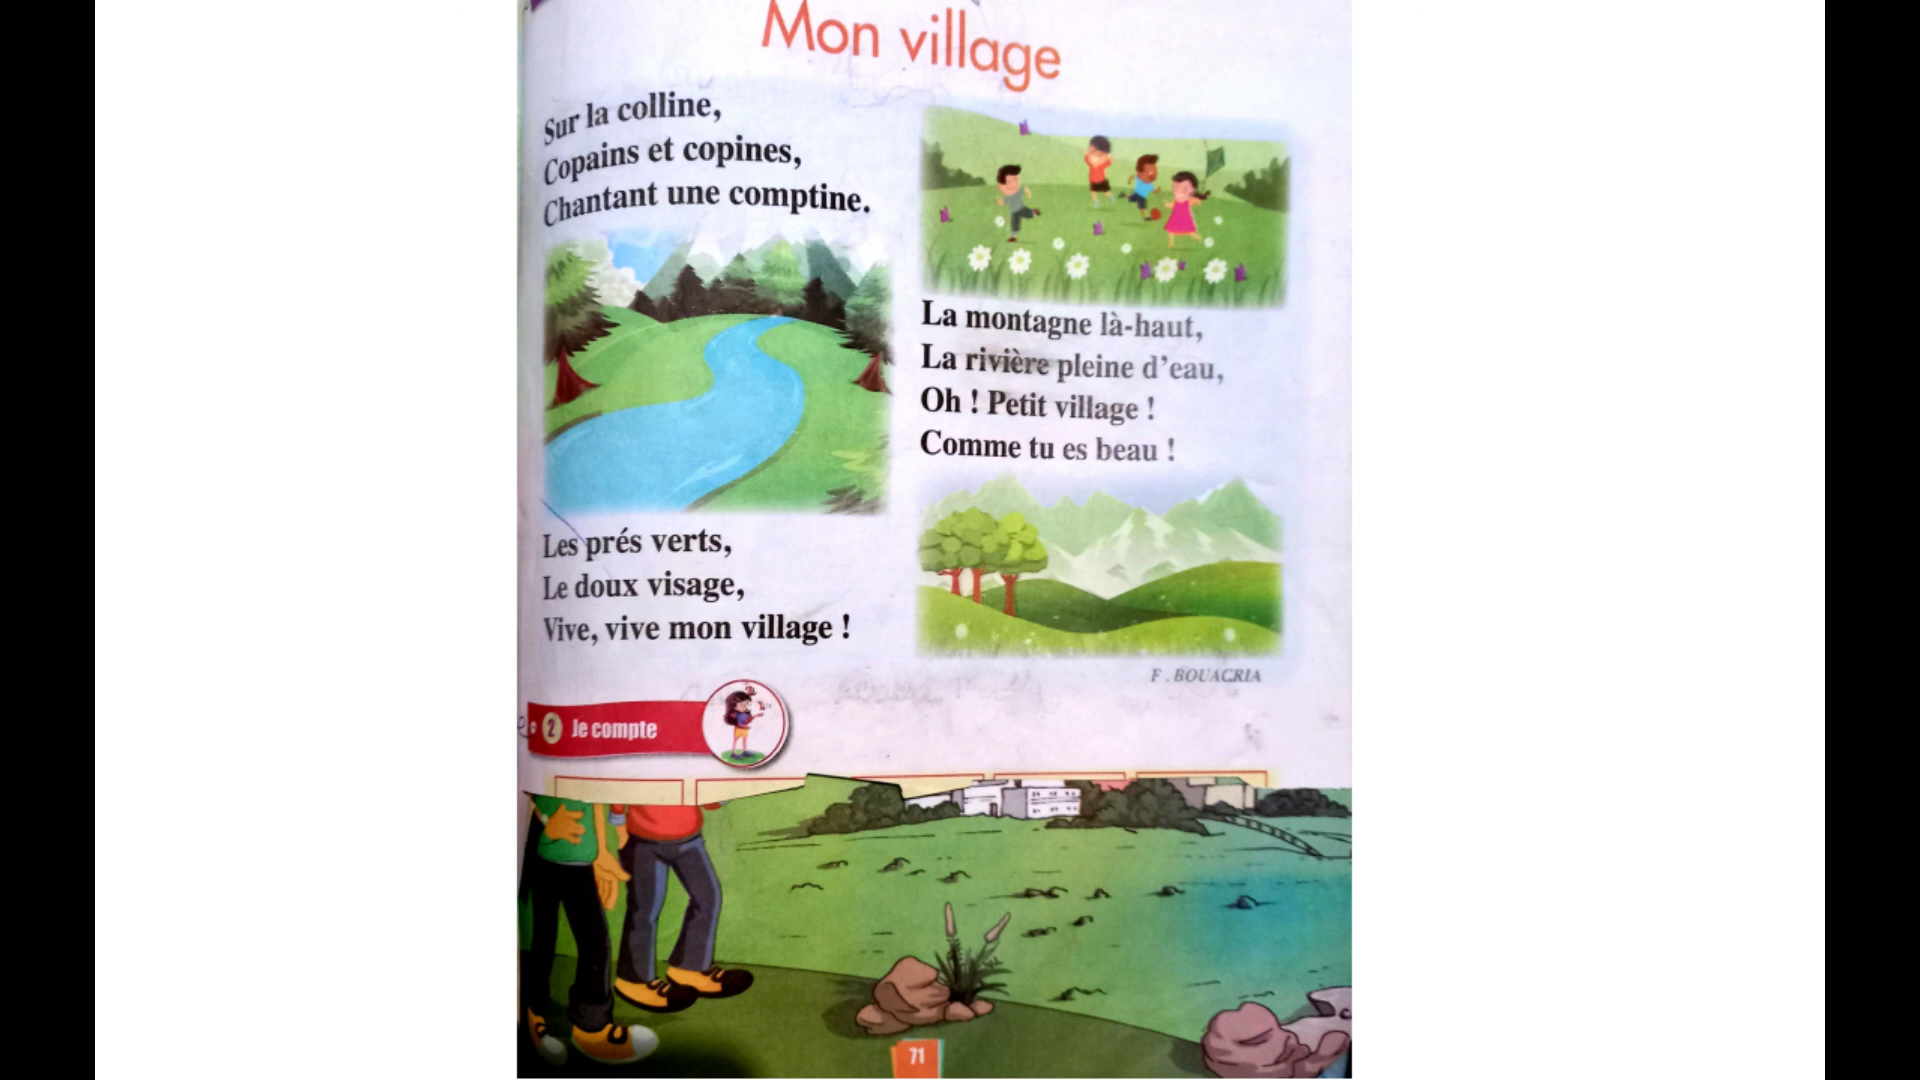 Mon village
Sur la colline,
Copains et copines,
Chantant une comptine.
La montagne là-haut,
La rivière pleine d'eau,
Oh ! Petit village !
Comme tu es beau !
Les prés verts,
Le doux visage,
Vive, vive mon village !
F . BOUACRIA
2 Je compte
71